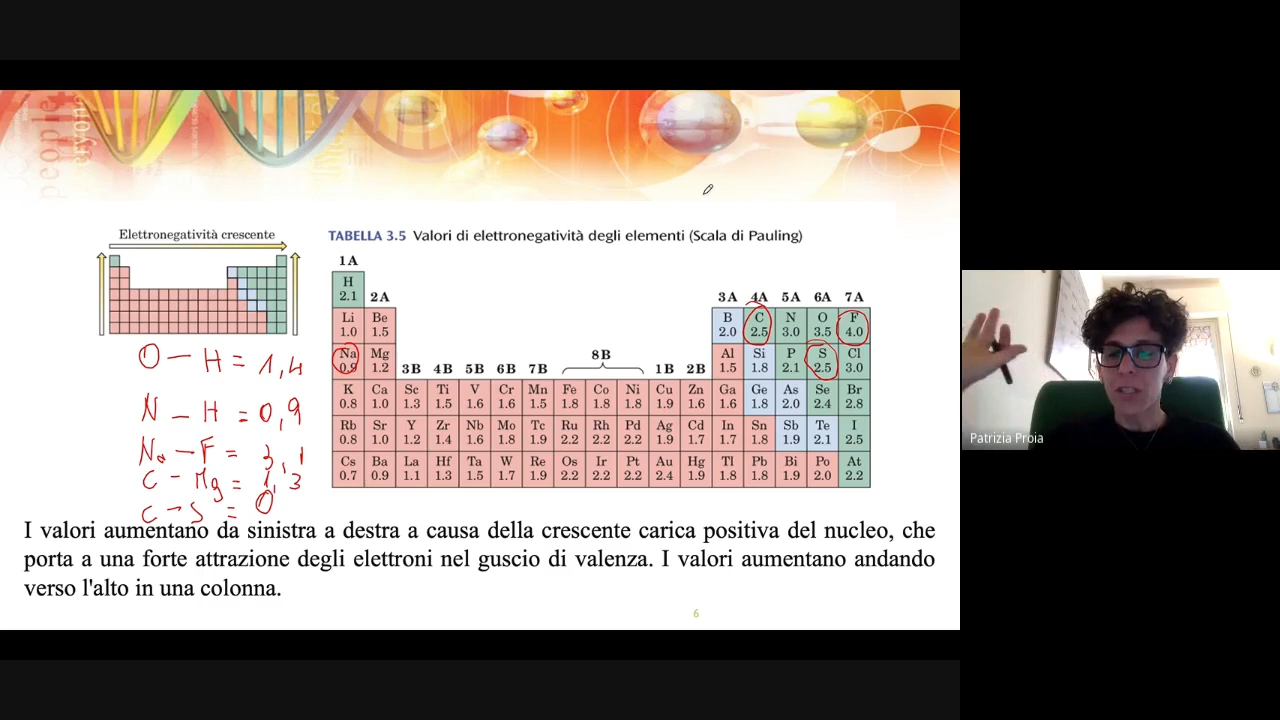 people
eryon
Elettronegatività crescente
TABELLA 3.5 Valori di elettronegatività degli elementi (Scala di Pauling)
1A
H
2.1
2A
3A 4A 5A 6A 7A
Li Be B C N O F
1.0 1.5 2.0 2.5 3.0 3.5 4.0
Na Mg Al Si P S Cl
0.9 1.2 3B 4B 5B 6B 7B 8B 1B 2B 1.5 1.8 2.1 2.5 3.0
K Ca Sc Ti V Cr Mn Fe Co Ni Cu Zn Ga Ge As Se Br
0.8 1.0 1.3 1.5 1.6 1.6 1.5 1.8 1.8 1.8 1.9 1.6 1.6 1.8 2.0 2.4 2.8
Rb Sr Y Zr Nb Mo Tc Ru Rh Pd Ag Cd In Sn Sb Te I
0.8 1.0 1.2 1.4 1.6 1.8 1.9 2.2 2.2 2.2 1.9 1.7 1.7 1.8 1.9 2.1 2.5
Cs Ba La Hf Ta W Re Os Ir Pt Au Hg Tl Pb Bi Po At
0.7 0.9 1.1 1.3 1.5 1.7 1.9 2.2 2.2 2.2 2.4 1.9 1.8 1.8 1.9 2.0 2.2
O — H = 1,4
N — H = 0,9
Na — F = 3,1
C - Mg = 1,3
C - S = 0
I valori aumentano da sinistra a destra a causa della crescente carica positiva del nucleo, che
porta a una forte attrazione degli elettroni nel guscio di valenza. I valori aumentano andando
verso l'alto in una colonna.
6
Patrizia Proia